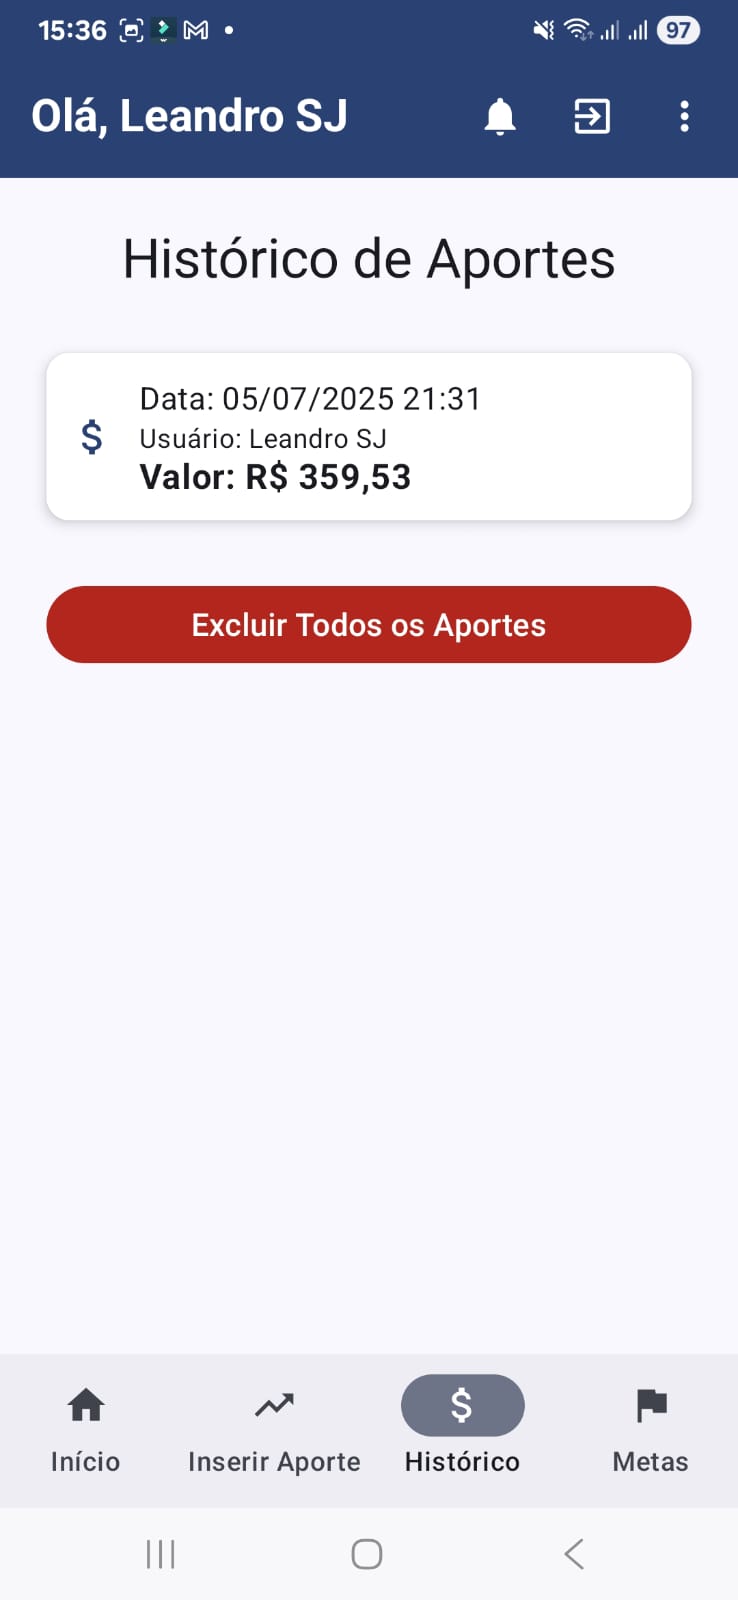 15:36
97
Olá, Leandro SJ
Histórico de Aportes
$
Data: 05/07/2025 21:31
Usuário: Leandro SJ
Valor: R$ 359,53
Excluir Todos os Aportes
$
Início
Inserir Aporte
Histórico
Metas